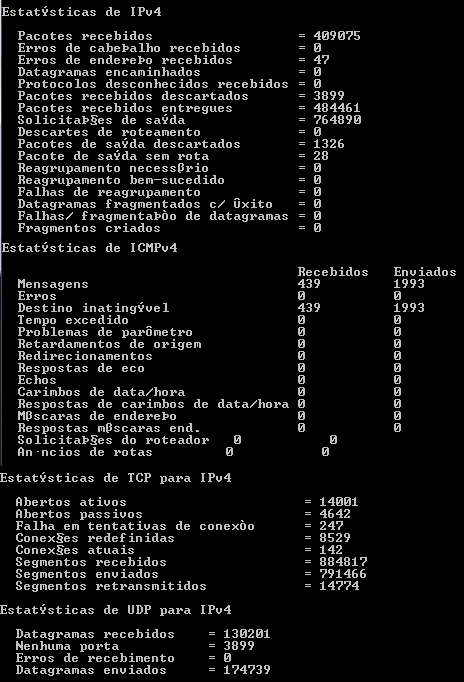 Estatýsticas de IPv4
Pacotes recebidos = 409075
Erros de cabeÞalho recebidos = 0
Erros de endereÞo recebidos = 47
Datagramas encaminhados = 0
Protocolos desconhecidos recebidos = 0
Pacotes recebidos descartados = 3899
Pacotes recebidos entregues = 484461
SolicitaÞ§es de saýda = 764890
Descartes de roteamento = 0
Pacotes de saýda descartados = 1326
Pacote de saýda sem rota = 28
Reagrupamento necessßrio = 0
Reagrupamento bem-sucedido = 0
Falhas de reagrupamento = 0
Datagramas fragmentados c/ Ûxito = 0
Falhas/ fragmentaÞòo de datagramas = 0
Fragmentos criados = 0
Estatýsticas de ICMPv4
Recebidos Enviados
Mensagens 439 1993
Erros 0 0
Destino inatingývel 439 1993
Tempo excedido 0 0
Problemas de parômetro 0 0
Retardamentos de origem 0 0
Redirecionamentos 0 0
Respostas de eco 0 0
Echos 0 0
Carimbos de data/hora 0 0
Respostas de carimbos de data/hora 0 0
Mßscaras de endereÞo 0 0
Respostas mßscaras end. 0 0
SolicitaÞ§es do roteador 0 0
An·ncios de rotas 0 0
Estatýsticas de TCP para IPv4
Abertos ativos = 14001
Abertos passivos = 4642
Falha em tentativas de conexòo = 247
Conex§es redefinidas = 8529
Conex§es atuais = 142
Segmentos recebidos = 884817
Segmentos enviados = 791466
Segmentos retransmitidos = 14774
Estatýsticas de UDP para IPv4
Datagramas recebidos = 130201
Nenhuma porta = 3899
Erros de recebimento = 0
Datagramas enviados = 174739